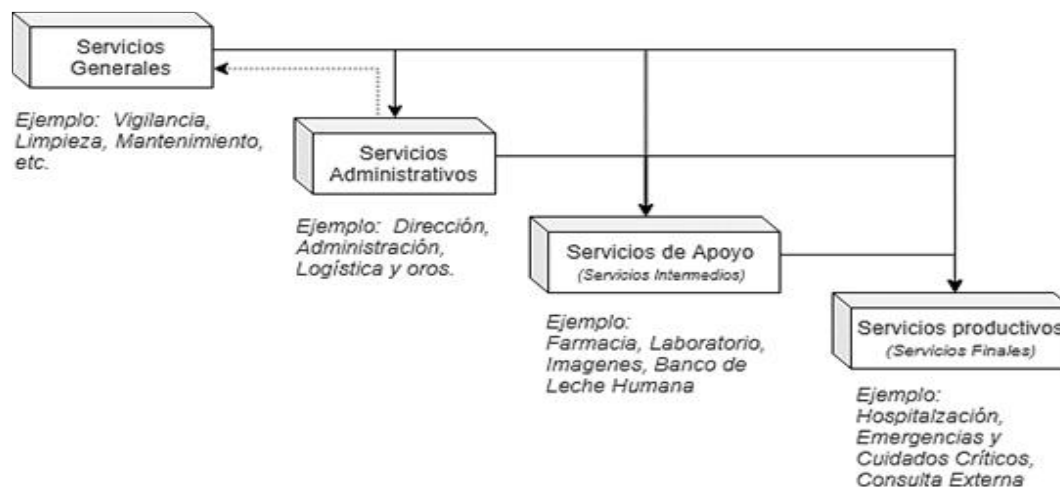 Servicios
Generales
Ejemplo: Vigilancia,
Limpieza, Mantenimiento,
etc.
Servicios
Administrativos
Ejemplo: Dirección,
Administración,
Logística y oros.
Servicios de Apoyo
(Servicios Intermedios)
Ejemplo:
Farmacia, Laboratorio,
Imagenes, Banco de
Leche Humana
Servicios productivos
(Servicios Finales)
Ejemplo:
Hospitalzación,
Emergencias y
Cuidados Críticos,
Consulta Externa